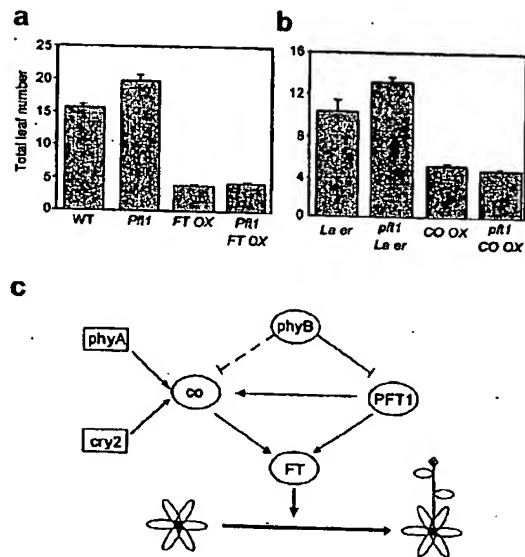 a
Total leaf number
25
20
15
10
5
0
WT
Pft1
FT OX
Pft1
FT OX
b
16
12
8
4
0
La er
pft1
La er
CO OX
pft1
CO OX
c
phyA
phyB
co
PFT1
cry2
FT